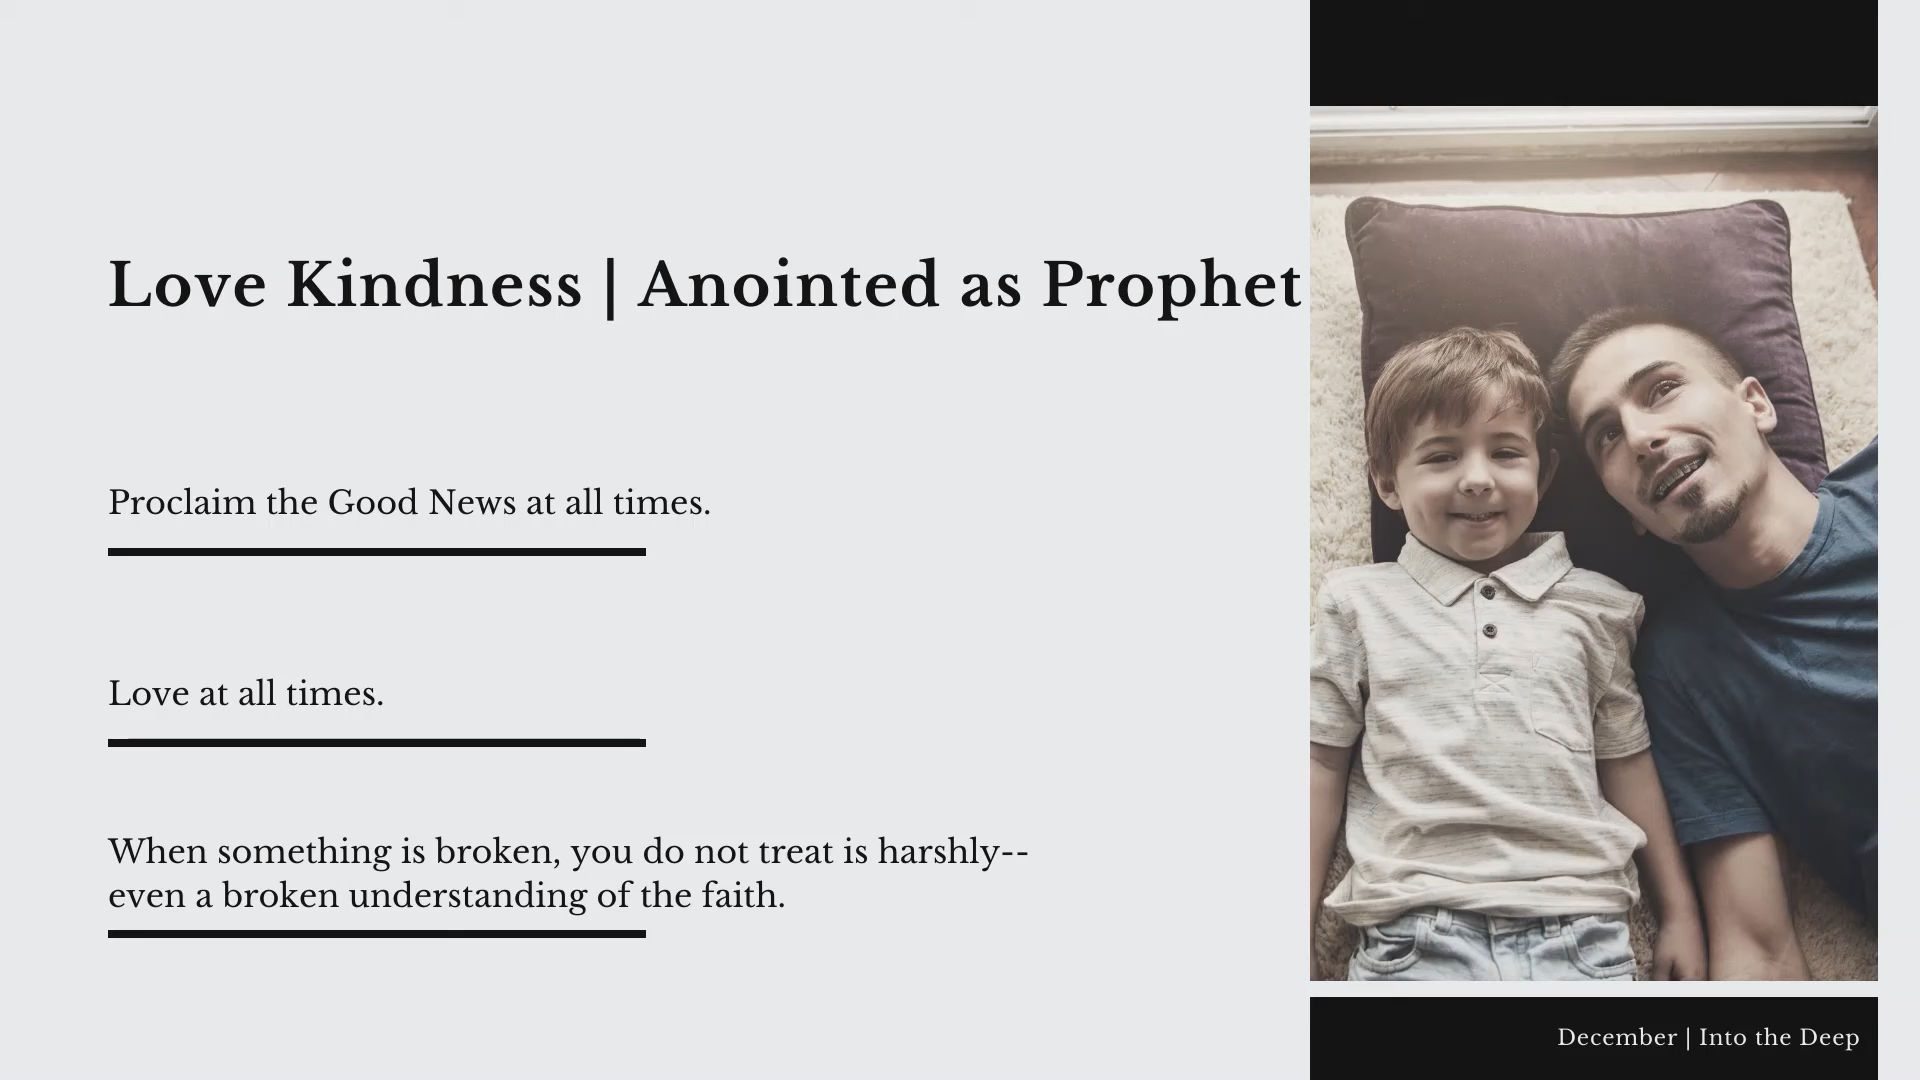 Love Kindness | Anointed as Prophet
Proclaim the Good News at all times.
Love at all times.
When something is broken, you do not treat is harshly--
even a broken understanding of the faith.
December | Into the Deep